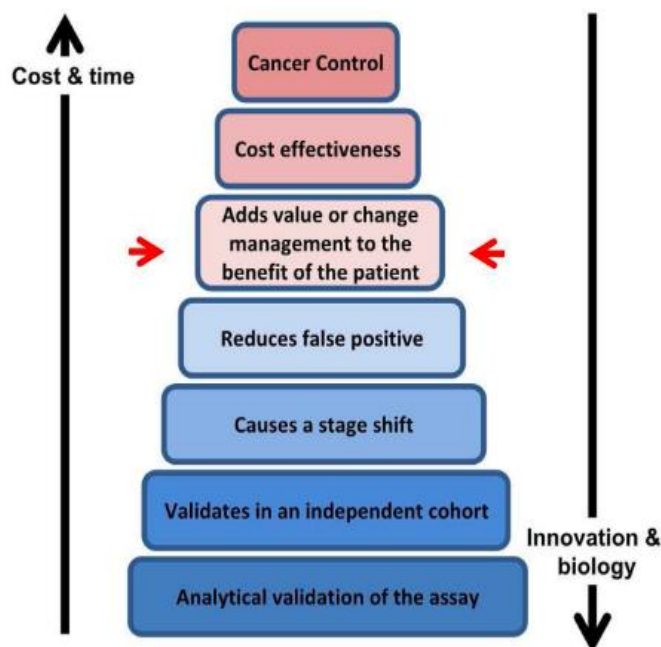 Cancer Control
Cost & time
Cost effectiveness
Adds value or change
management to the
benefit of the patient
Reduces false positive
Causes a stage shift
Validates in an independent cohort
Innovation &
biology
Analytical validation of the assay